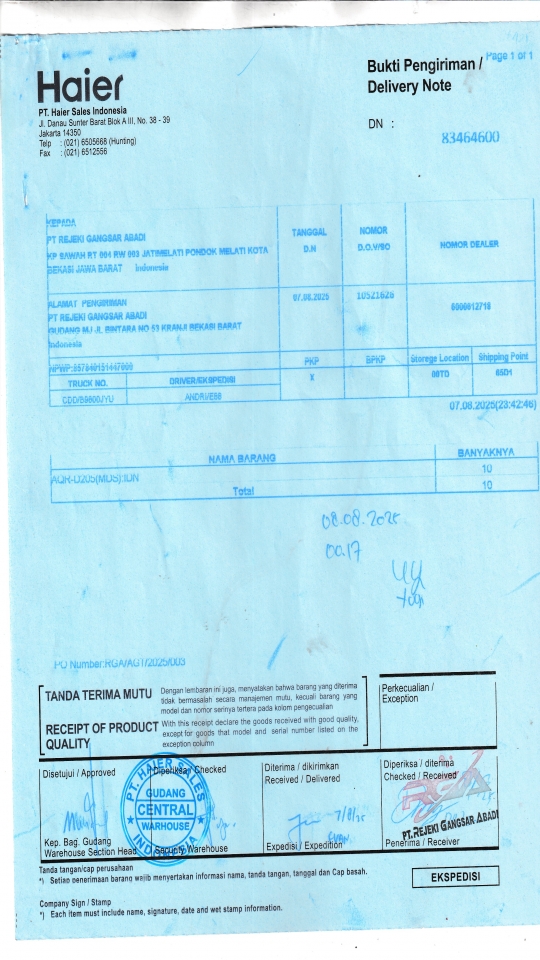 Page 1 of 1
Haier
PT. Haier Sales Indonesia
Jl. Danau Sunter Barat Blok A III, No. 38 - 39
Jakarta 14350
Telp : (021) 6505668 (Hunting)
Fax : (021) 6512556
Bukti Pengiriman /
Delivery Note
DN :
83464600
KEPADA
PT REJEKI GANGSAR ABADI
KP SAWAH RT 004 RW 003 JATIMELATI PONDOK MELATI KOTA
BEKASI JAWA BARAT Indonesia
TANGGAL
D.N
NOMOR
D.O.V/SO
NOMOR DEALER
ALAMAT PENGIRIMAN
PT REJEKI GANGSAR ABADI
GUDANG MJ JL BINTARA NO 53 KRANJI BEKASI BARAT
Indonesia
07.08.2025
10521626
6000012718
TRUCK NO.
DRIVER/EKSPEDISI
PKP
BPKP
Storege Location
Shipping Point
X
65D1
ANDRI/E68
07.08.2025(23:42:46)
NAMA BARANG
BANYAKNYA
AQR-D205(MDS):IDN
10
Total
10
08.08.2025
00.17
PO Number:RGA/AGT/2025/003
TANDA TERIMA MUTU
Dengan lembaran ini juga, menyatakan bahwa barang yang diterima
tidak bermasalah secara manajemen mutu, kecuali barang yang
model dan nomor serinya tertera pada kolom pengecualian
RECEIPT OF PRODUCT
QUALITY
With this receipt declare the goods received with good quality,
except for goods that model and serial number listed on the
exception column
Perkecualian /
Exception
Disetujui / Approved
Diperiksa/ Checked
Diterima / dikirimkan
Received / Delivered
Diperiksa / diterima
Checked / Received
PT. HAIER SALES
GUDANG
CENTRAL
WARHOUSE
7/8/25
PT.REJEKI GANGSAR ABADI
Kep. Bag. Gudang
Warehouse Section Head
Security Warehouse
Expedisi / Expedition
Penerima / Receiver
Tanda tangan/cap perusahaan
*) Setiap penerimaan barang wajib menyertakan informasi nama, tanda tangan, tanggal dan Cap basah.
EKSPEDISI
Company Sign / Stamp
*) Each item must include name, signature, date and wet stamp information.